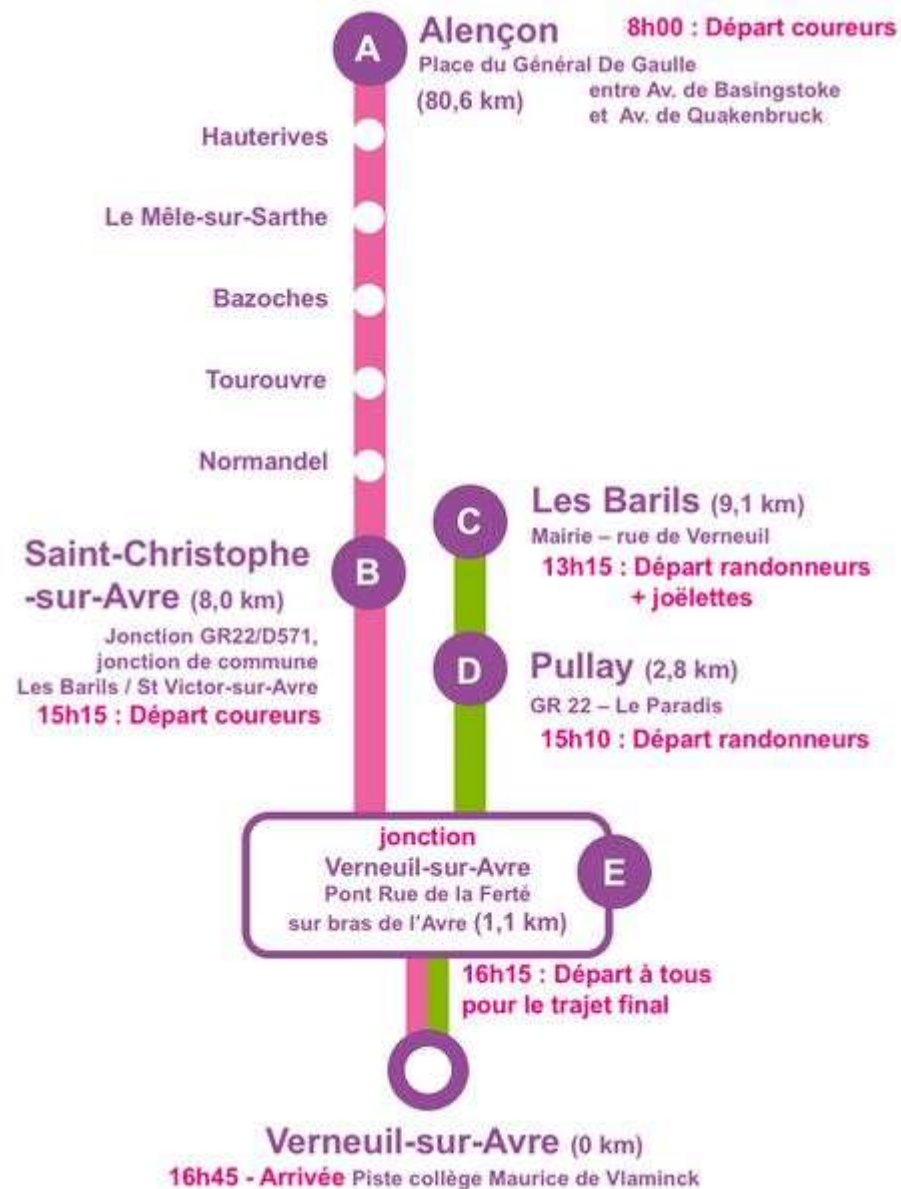 A
Alençon
8h00 : Départ coureurs
Place du Général De Gaulle
(80,6 km)
entre Av. de Basingstoke
et Av. de Quakenbruck
Hauterives
Le Mêle-sur-Sarthe
Bazoches
Tourouvre
Normandel
C
Les Barils (9,1 km)
Mairie – rue de Verneuil
13h15 : Départ randonneurs
+ joëlettes
B
Saint-Christophe
-sur-Avre (8,0 km)
Jonction GR22/D571,
jonction de commune
Les Barils / St Victor-sur-Avre
15h15 : Départ coureurs
D
Pullay (2,8 km)
GR 22 – Le Paradis
15h10 : Départ randonneurs
jonction
Verneuil-sur-Avre
Pont Rue de la Ferté
sur bras de l'Avre (1,1 km)
E
16h15 : Départ à tous
pour le trajet final
Verneuil-sur-Avre (0 km)
16h45 - Arrivée Piste collège Maurice de Vlaminck